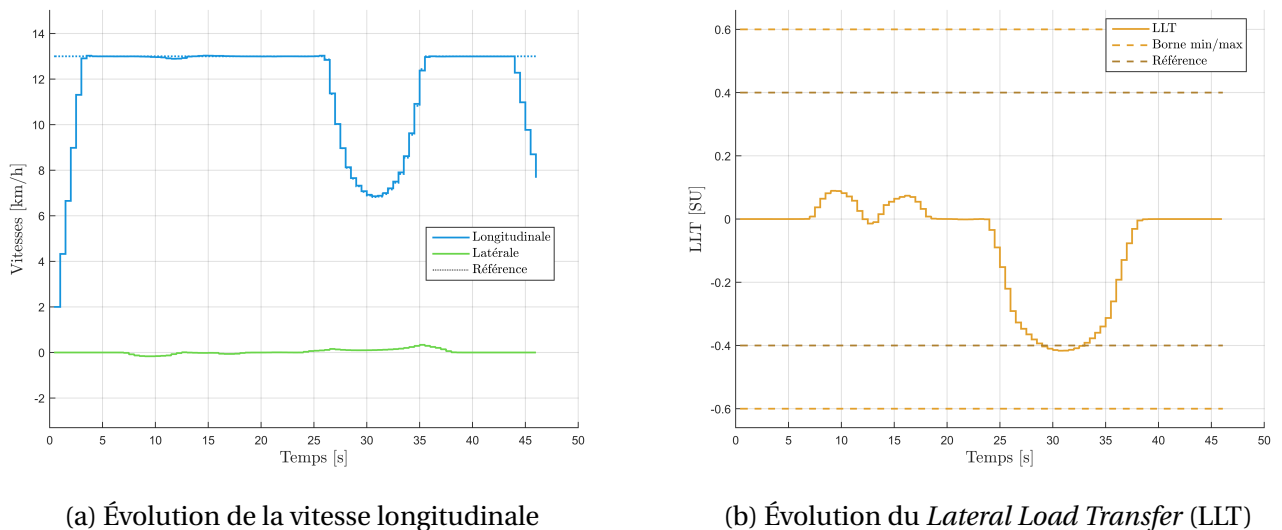 14
12
10
8
6
4
2
0
-2
0 5 10 15 20 25 30 35 40 45 50
Vitesses [km/h]
Temps [s]
Longitudinale
Latérale
Référence
(a) Évolution de la vitesse longitudinale
0.6
0.4
0.2
0
-0.2
-0.4
-0.6
0 5 10 15 20 25 30 35 40 45 50
LLT [SU]
Temps [s]
LLT
Borne min/max
Référence
(b) Évolution du Lateral Load Transfer (LLT)